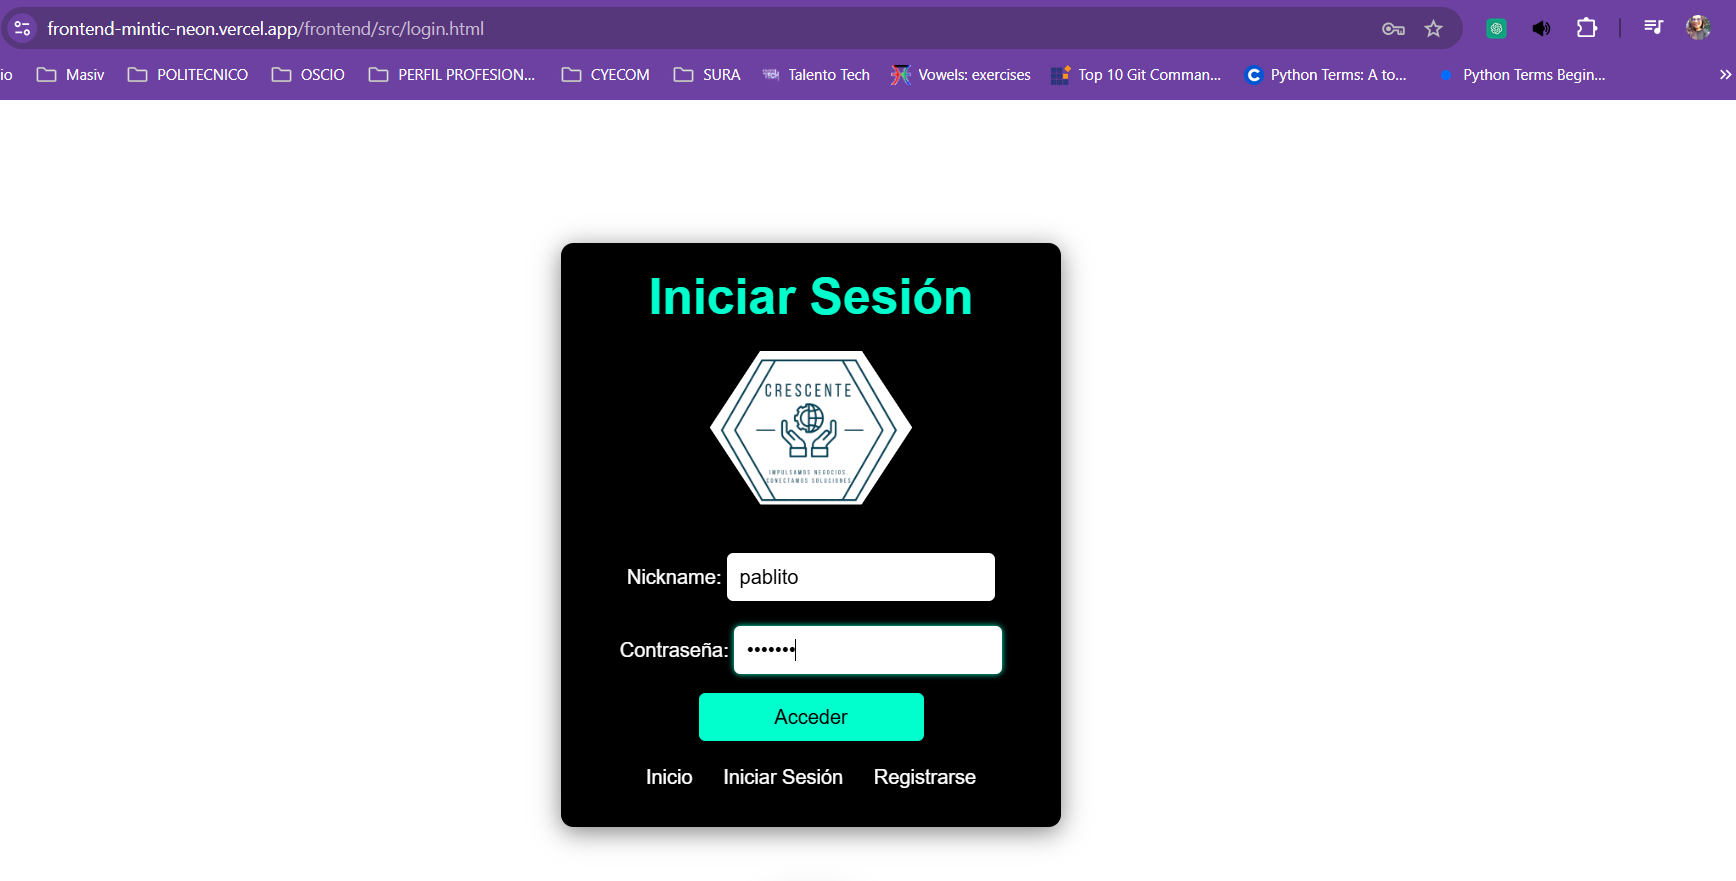 frontend-mintic-neon.vercel.app/frontend/src/login.html
io Masiv POLITECNICO OSCIO PERFIL PROFESION... CYECOM SURA Talento Tech Vowels: exercises Top 10 Git Comman... Python Terms: A to... Python Terms Begin...
Iniciar Sesión
CRESCENTE
IMPULSAMOS NEGOCIOS,
CONECTAMOS SOLUCIONES
Nickname: pablito
Contraseña: •••••••
Acceder
Inicio Iniciar Sesión Registrarse